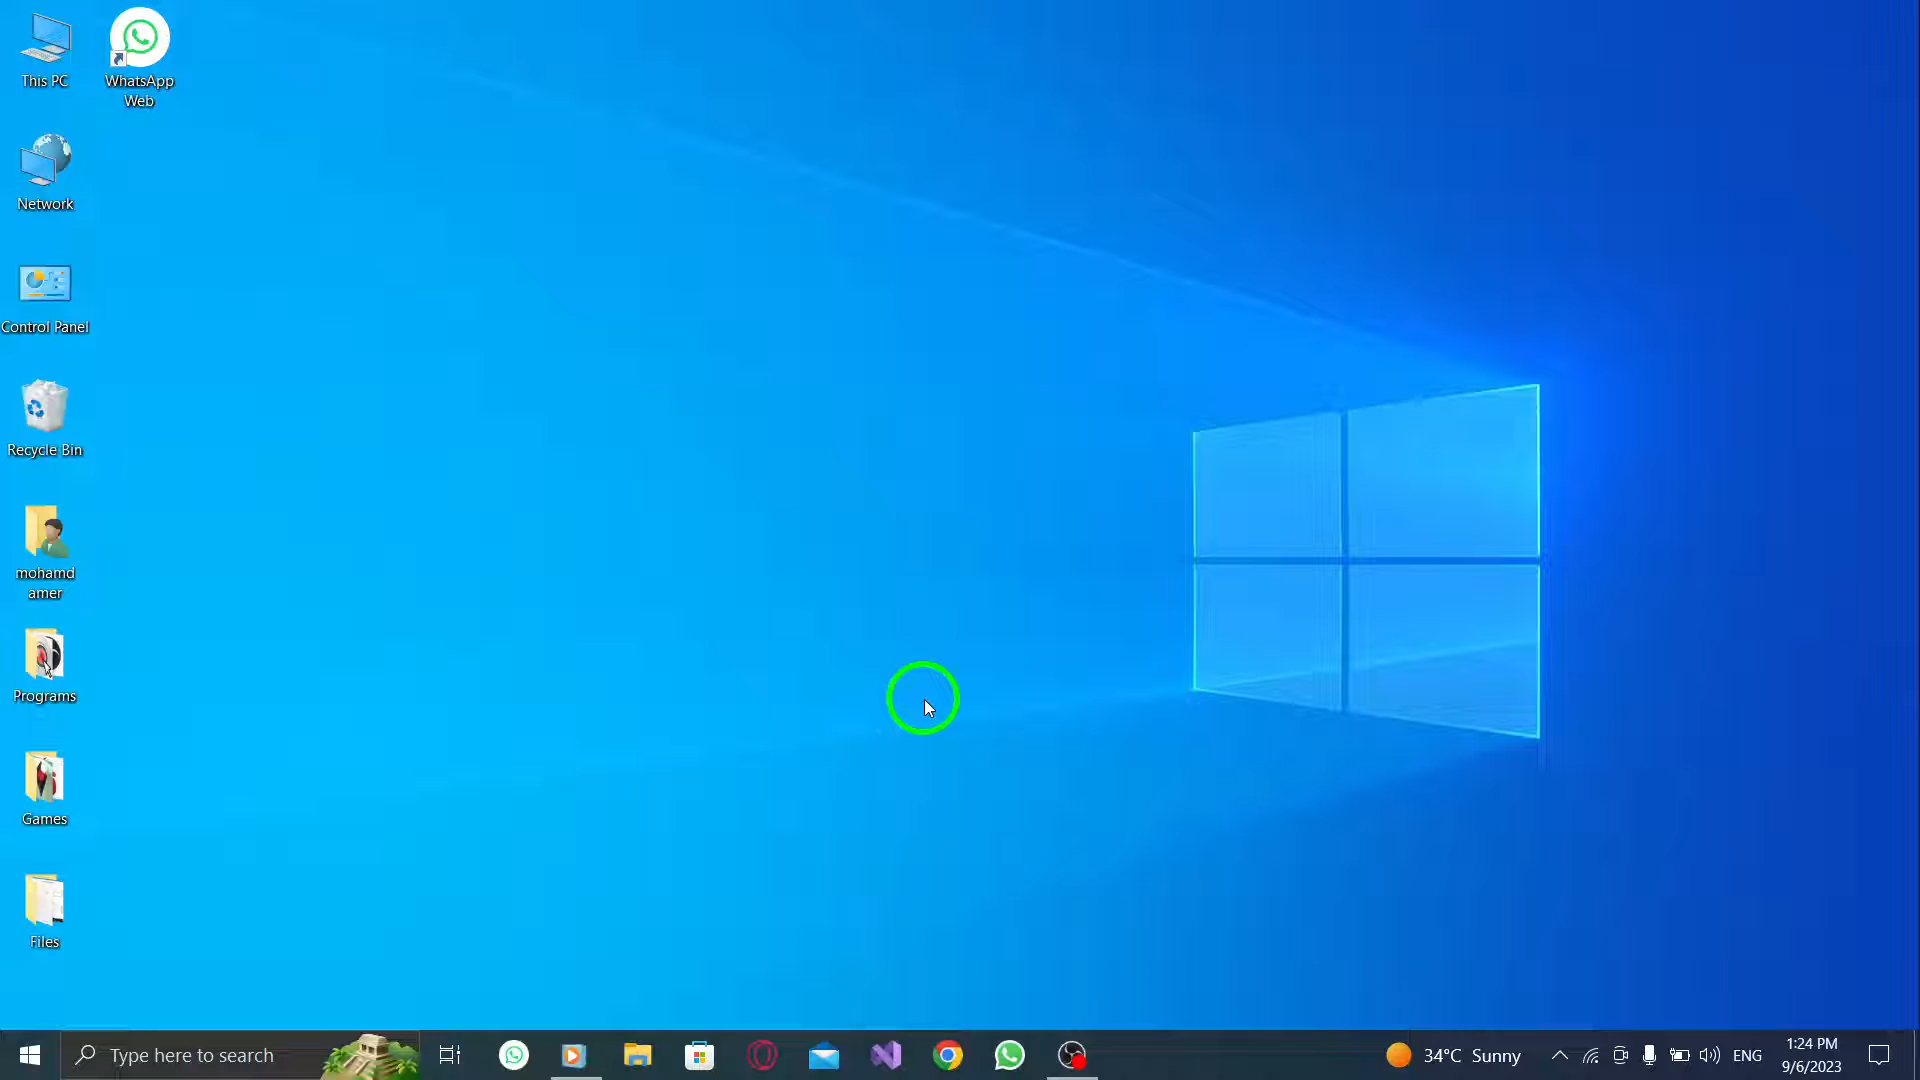 This PC
WhatsApp
Web
Network
Control Panel
Recycle Bin
mohamd
amer
Programs
Games
Files
Type here to search
34°C Sunny
ENG
1:24 PM
9/6/2023